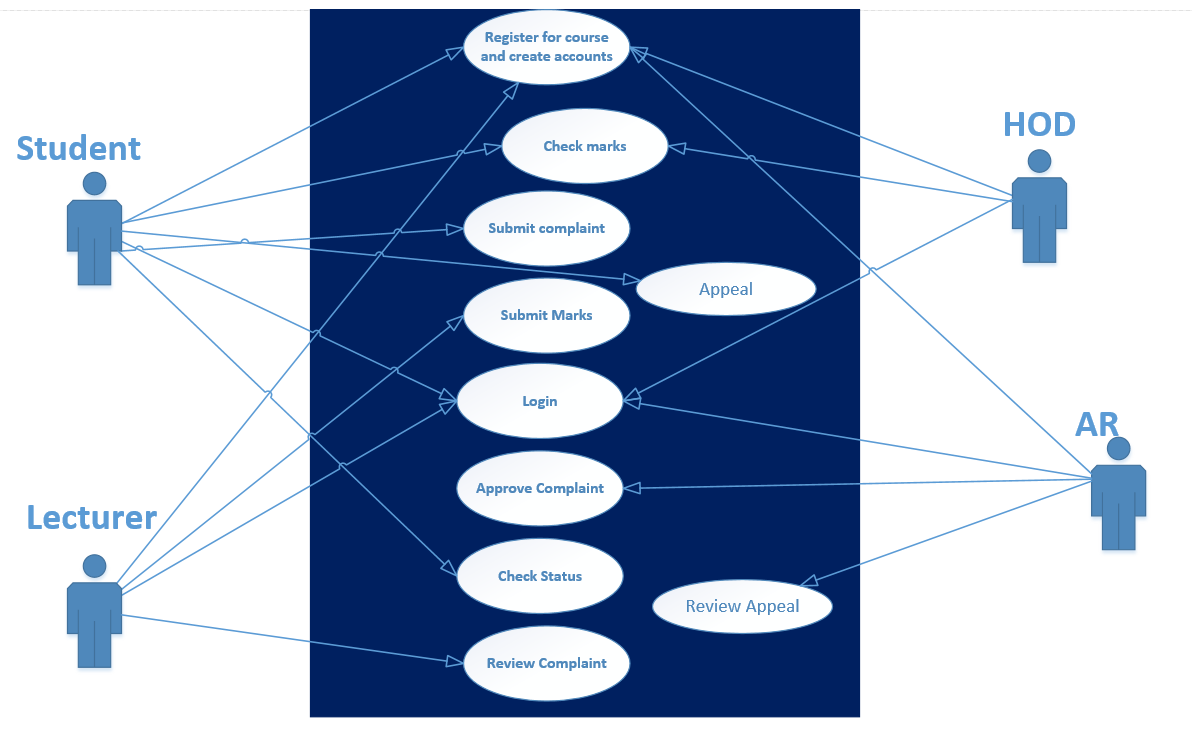 Register for course
and create accounts
HOD
Student
Check marks
Submit complaint
Appeal
Submit Marks
Login
AR
Approve Complaint
Lecturer
Check Status
Review Appeal
Review Complaint